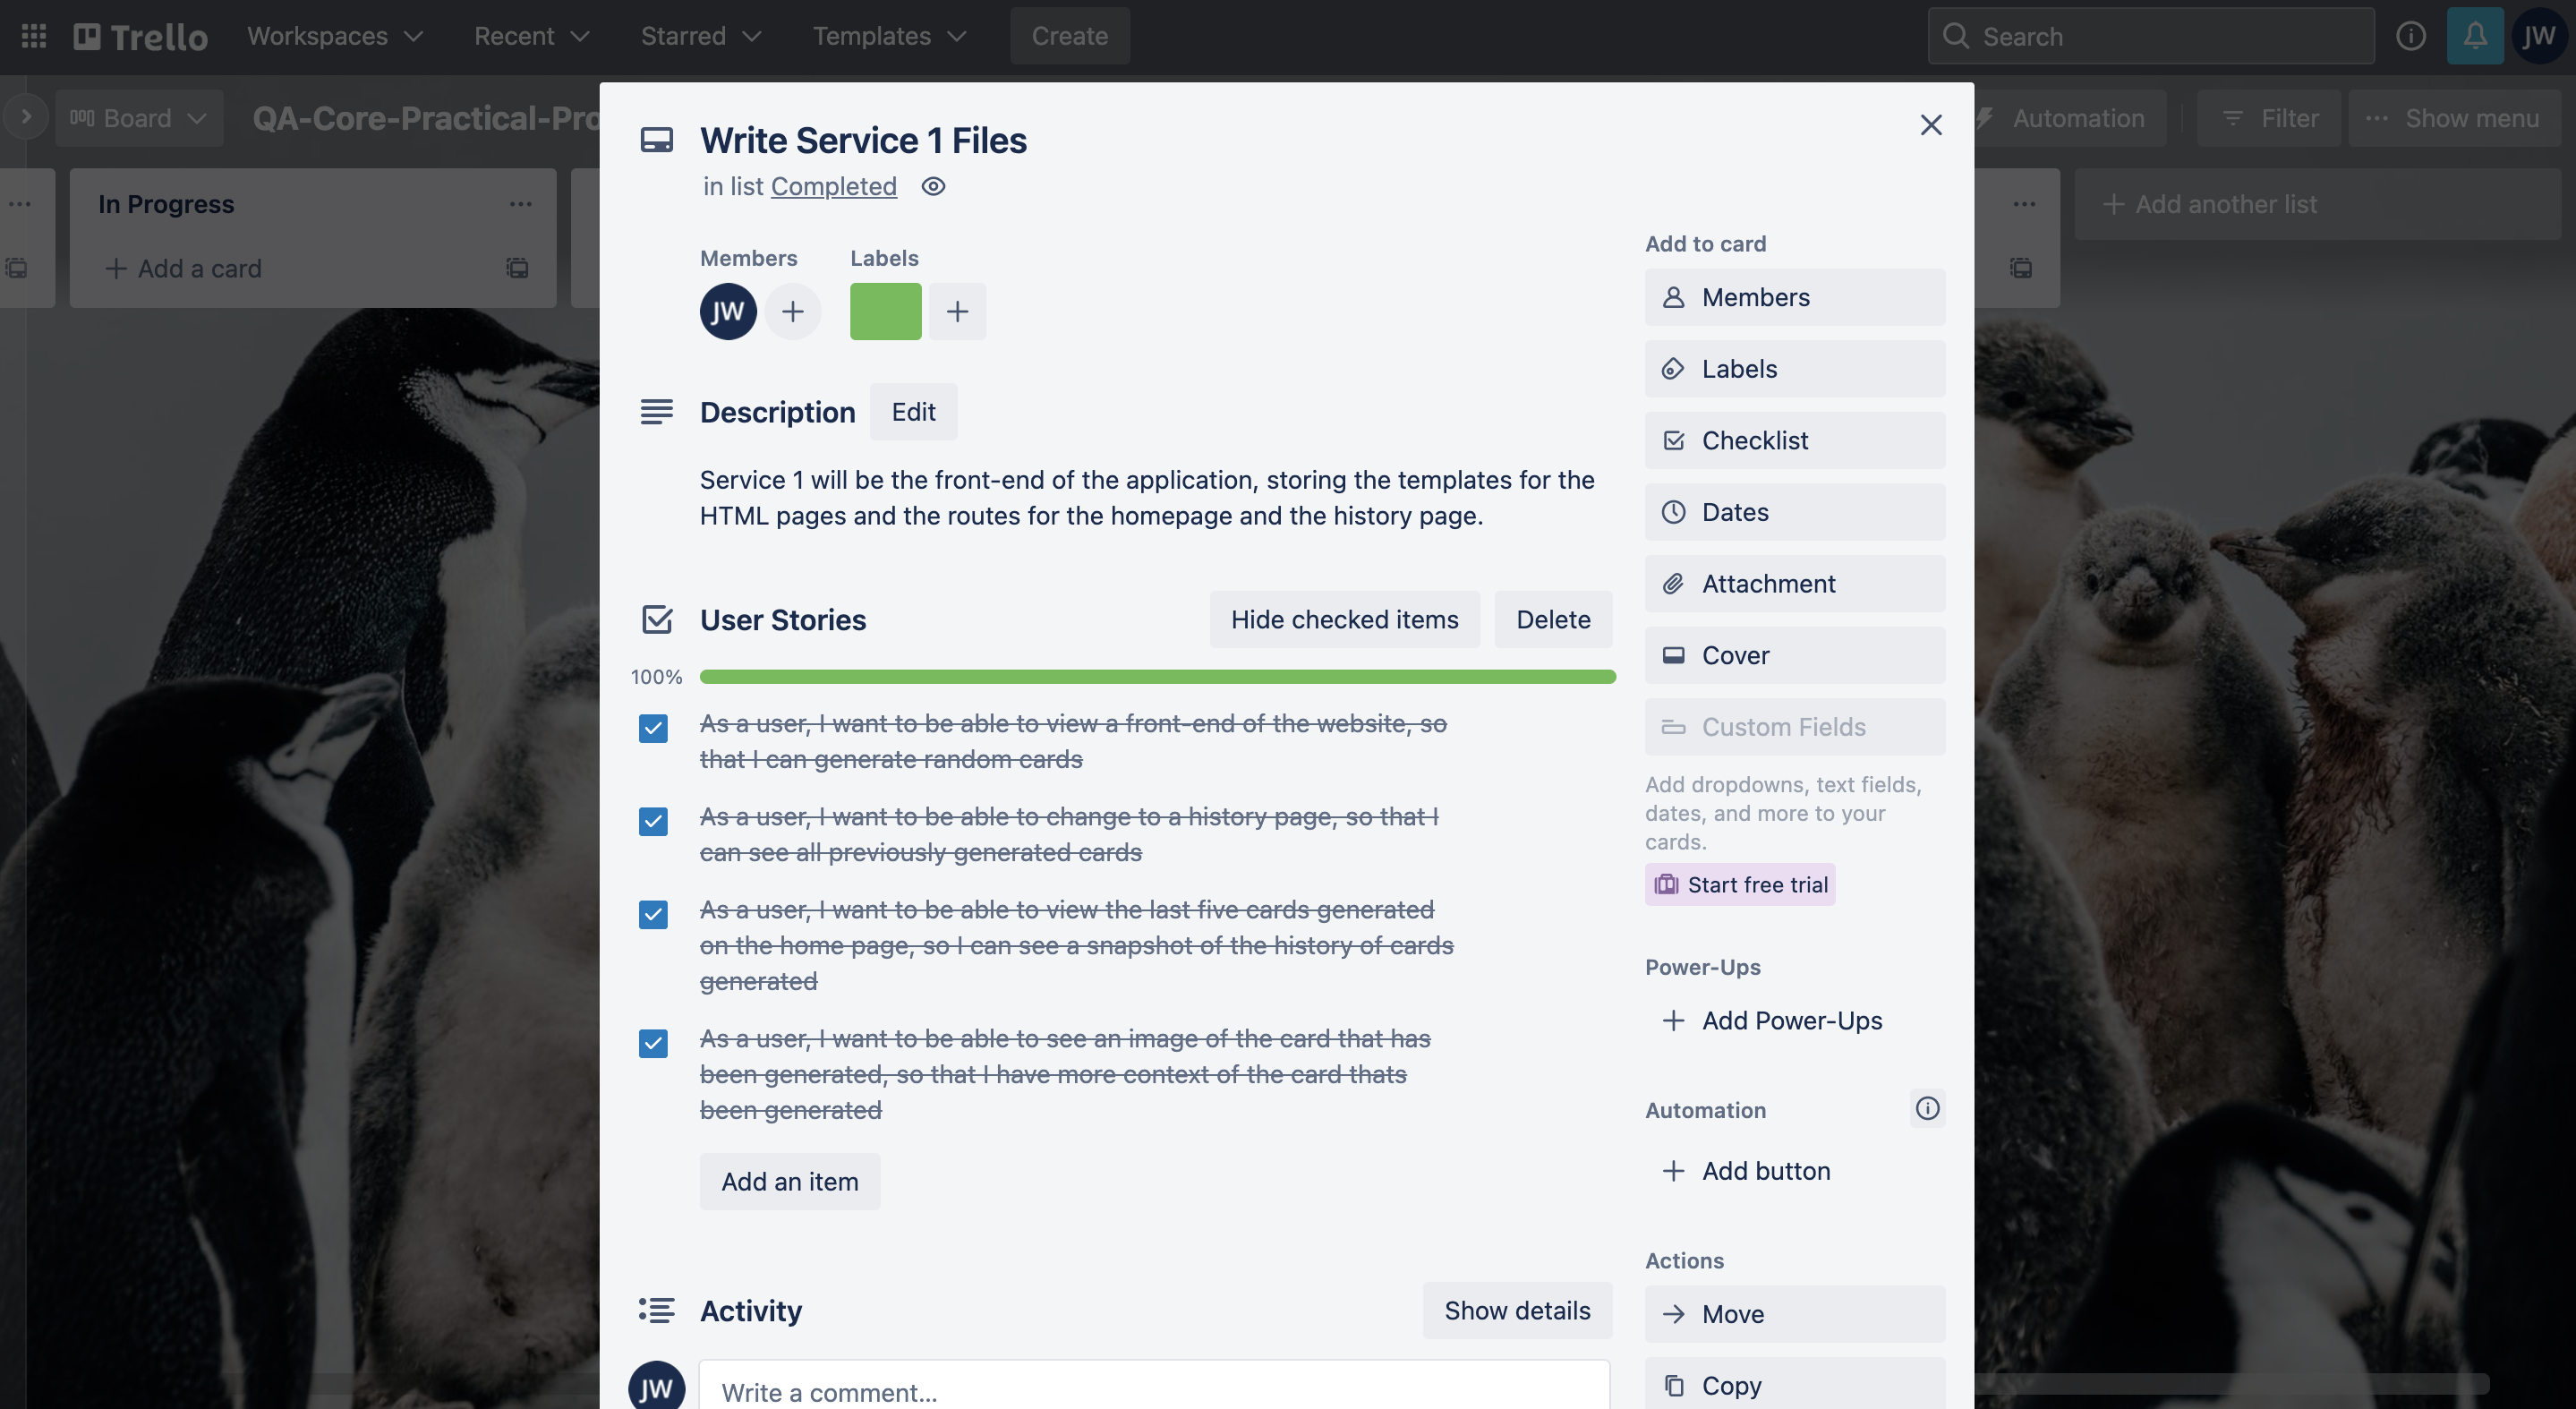 Trello
Workspaces
Recent
Starred
Templates
Create
Search
JW
Board
QA-Core-Practical-Pro
Automation
Filter
Show menu
In Progress
Add a card
Add another list
Write Service 1 Files
in list Completed
Members
Labels
JW
Description
Edit
Service 1 will be the front-end of the application, storing the templates for the
HTML pages and the routes for the homepage and the history page.
User Stories
Hide checked items
Delete
100%
As a user, I want to be able to view a front-end of the website, so
that I can generate random cards
As a user, I want to be able to change to a history page, so that I
can see all previously generated cards
As a user, I want to be able to view the last five cards generated
on the home page, so I can see a snapshot of the history of cards
generated
As a user, I want to be able to see an image of the card that has
been generated, so that I have more context of the card thats
been generated
Add an item
Activity
Show details
JW
Write a comment...
Add to card
Members
Labels
Checklist
Dates
Attachment
Cover
Custom Fields
Add dropdowns, text fields,
dates, and more to your
cards.
Start free trial
Power-Ups
Add Power-Ups
Automation
Add button
Actions
Move
Copy